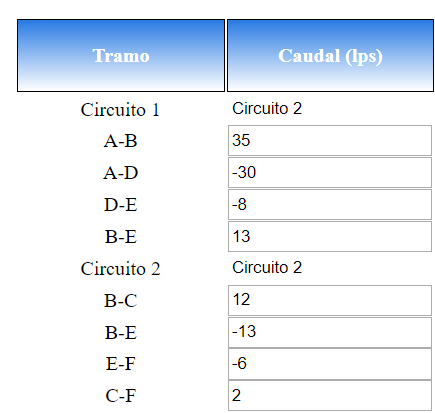 Tramo Caudal (lps)
Circuito 1 Circuito 2
A-B 35
A-D -30
D-E -8
B-E 13
Circuito 2 Circuito 2
B-C 12
B-E -13
E-F -6
C-F 2